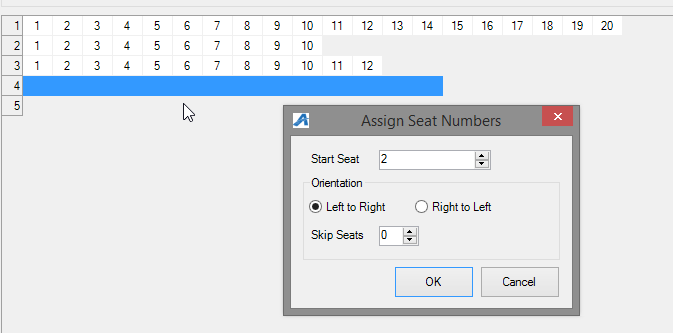 1 1 2 3 4 5 6 7 8 9 10 11 12 13 14 15 16 17 18 19 20
2 1 2 3 4 5 6 7 8 9 10
3 1 2 3 4 5 6 7 8 9 10 11 12
4
5
Assign Seat Numbers
Start Seat 2
Orientation
Left to Right Right to Left
Skip Seats 0
OK Cancel